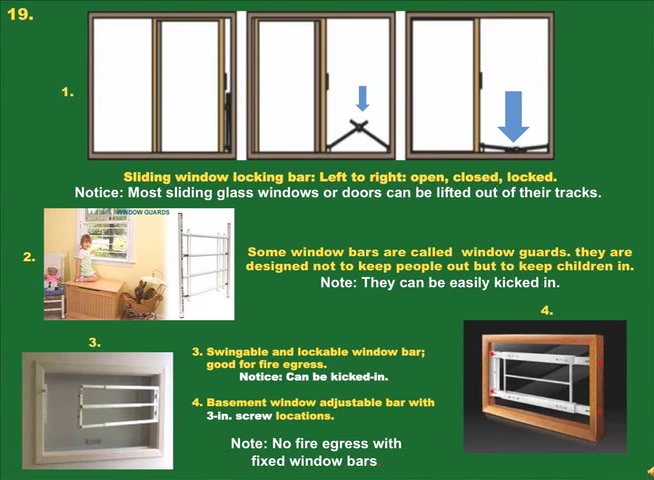 19.
1.
Sliding window locking bar: Left to right: open, closed, locked.
Notice: Most sliding glass windows or doors can be lifted out of their tracks.
WINDOW GUARDS
2.
Some window bars are called window guards. they are
designed not to keep people out but to keep children in.
Note: They can be easily kicked in.
4.
3.
3. Swingable and lockable window bar;
good for fire egress.
Notice: Can be kicked-in.
4. Basement window adjustable bar with
3-in. screw locations.
Note: No fire egress with
fixed window bars.